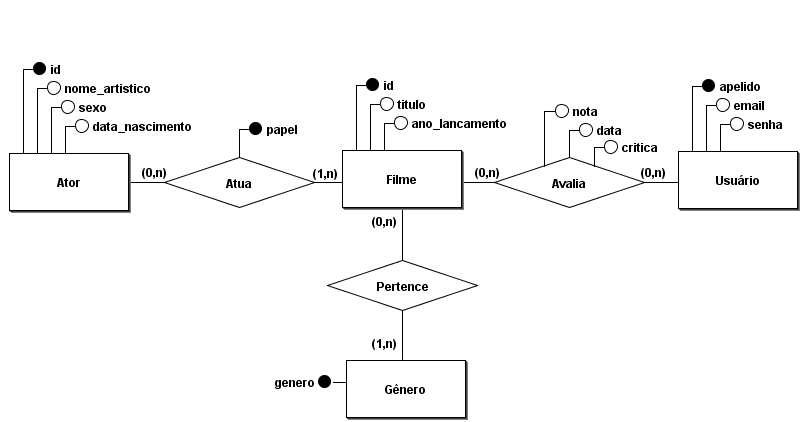 id
nome_artistico
sexo
data_nascimento
Ator
(0,n)
papel
Atua
(1,n)
id
titulo
ano_lancamento
Filme
(0,n)
nota
data
critica
Avalia
(0,n)
apelido
email
senha
Usuário
(0,n)
Pertence
(1,n)
genero
Gênero